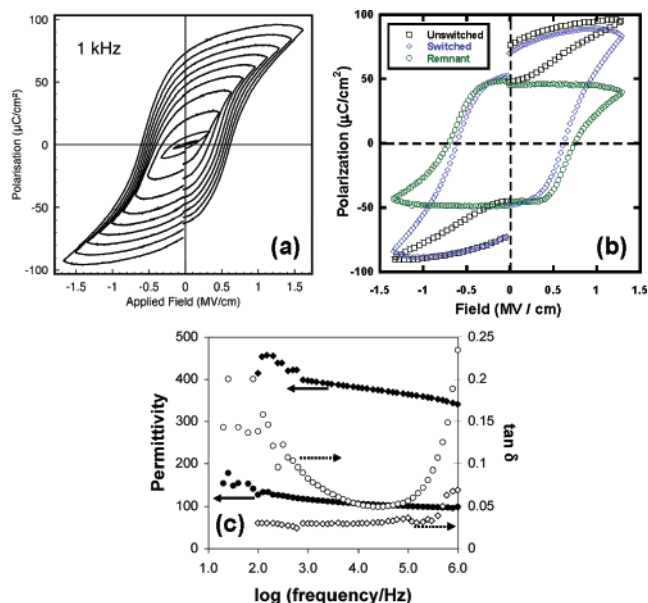 1 kHz
100
50
0
-50
-100
Polarisation (µC/cm²)
-1.5 -1 -0.5 0 0.5 1 1.5
Applied Field (MV/cm)
(a)
Unswitched
Switched
Remnant
100
50
0
-50
-100
Polarization (µC/cm²)
-1.5 -1 -0.5 0 0.5 1 1.5
Field (MV / cm)
(b)
500
400
300
200
100
0
Permittivity
0.25
0.2
0.15
0.1
0.05
0
tan δ
1.0 2.0 3.0 4.0 5.0 6.0
log (frequency/Hz)
(c)